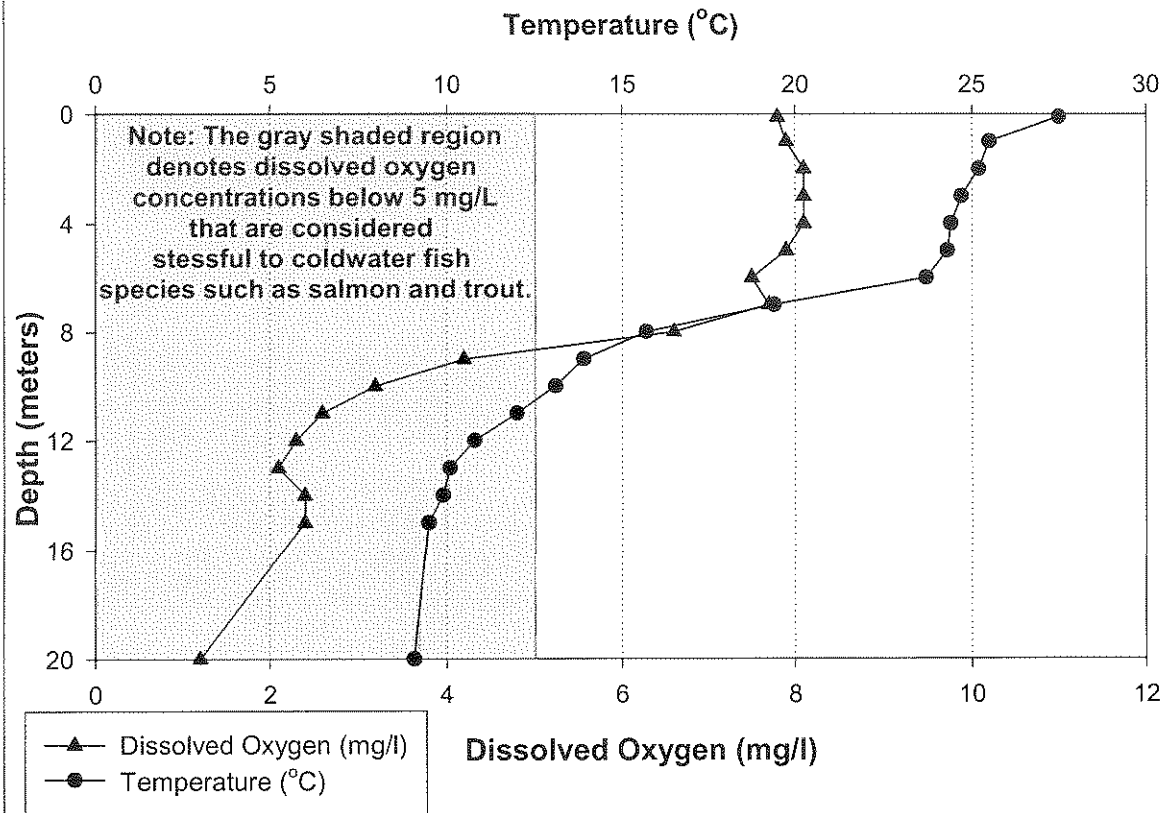 Temperature (°C)
0 5 10 15 20 25 30
0
Note: The gray shaded region
denotes dissolved oxygen
concentrations below 5 mg/L
that are considered
stessful to coldwater fish
species such as salmon and trout.
4
8
12
16
20
Depth (meters)
0 2 4 6 8 10 12
Dissolved Oxygen (mg/l)
Dissolved Oxygen (mg/l)
Temperature (°C)